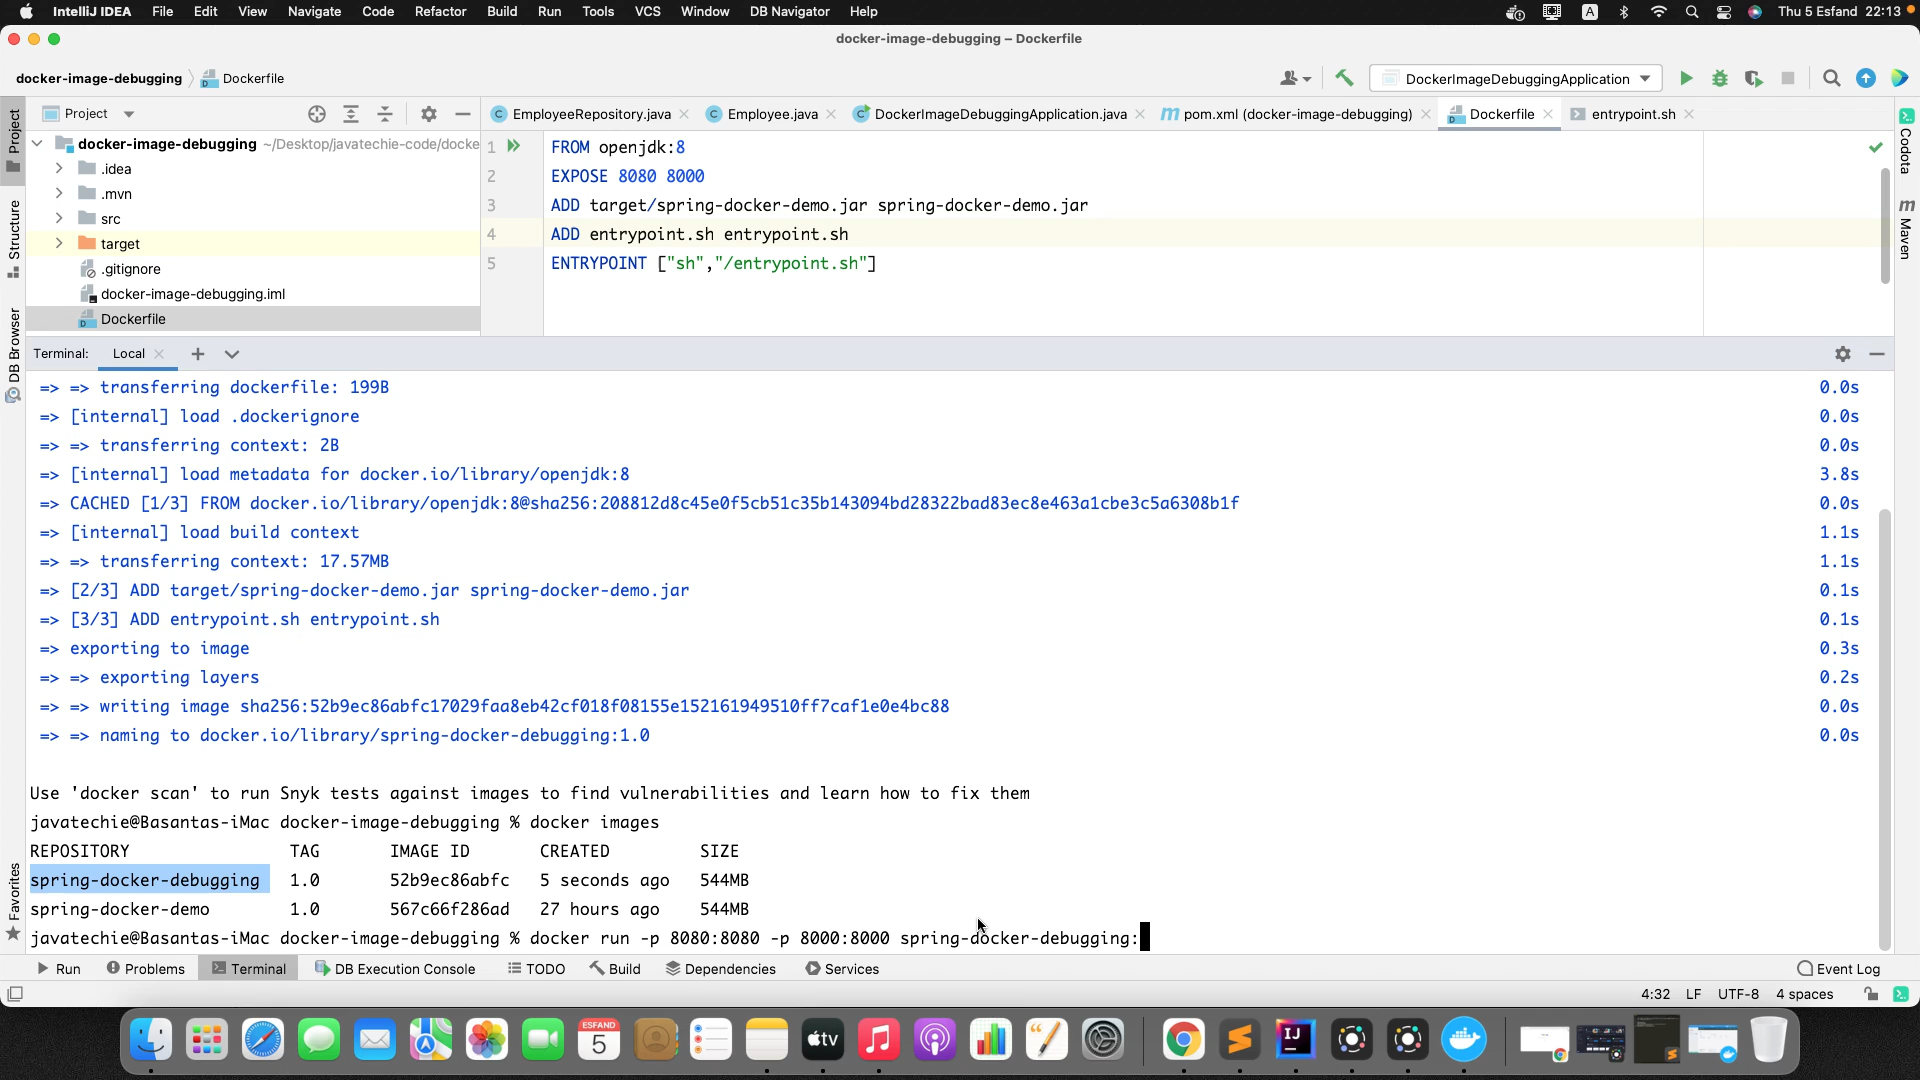 IntelliJ IDEA File Edit View Navigate Code Refactor Build Run Tools VCS Window DB Navigator Help A Thu 5 Esfand 22:13
docker-image-debugging – Dockerfile
docker-image-debugging Dockerfile DockerImageDebuggingApplication
Project EmployeeRepository.java Employee.java DockerImageDebuggingApplication.java m pom.xml (docker-image-debugging) Dockerfile entrypoint.sh
Project
Structure
DB Browser
Favorites
Codota
m Maven
docker-image-debugging ~/Desktop/javatechie-code/docke
.idea
.mvn
src
target
.gitignore
docker-image-debugging.iml
Dockerfile
1 FROM openjdk:8
2 EXPOSE 8080 8000
3 ADD target/spring-docker-demo.jar spring-docker-demo.jar
4 ADD entrypoint.sh entrypoint.sh
5 ENTRYPOINT ["sh","/entrypoint.sh"]
Terminal: Local
=> => transferring dockerfile: 199B 0.0s
=> [internal] load .dockerignore 0.0s
=> => transferring context: 2B 0.0s
=> [internal] load metadata for docker.io/library/openjdk:8 3.8s
=> CACHED [1/3] FROM docker.io/library/openjdk:8@sha256:208812d8c45e0f5cb51c35b143094bd28322bad83ec8e463a1cbe3c5a6308b1f 0.0s
=> [internal] load build context 1.1s
=> => transferring context: 17.57MB 1.1s
=> [2/3] ADD target/spring-docker-demo.jar spring-docker-demo.jar 0.1s
=> [3/3] ADD entrypoint.sh entrypoint.sh 0.1s
=> exporting to image 0.3s
=> => exporting layers 0.2s
=> => writing image sha256:52b9ec86abfc17029faa8eb42cf018f08155e152161949510ff7caf1e0e4bc88 0.0s
=> => naming to docker.io/library/spring-docker-debugging:1.0 0.0s
Use 'docker scan' to run Snyk tests against images to find vulnerabilities and learn how to fix them
javatechie@Basantas-iMac docker-image-debugging % docker images
REPOSITORY TAG IMAGE ID CREATED SIZE
spring-docker-debugging 1.0 52b9ec86abfc 5 seconds ago 544MB
spring-docker-demo 1.0 567c66f286ad 27 hours ago 544MB
javatechie@Basantas-iMac docker-image-debugging % docker run -p 8080:8080 -p 8000:8000 spring-docker-debugging:
Run Problems Terminal DB Execution Console TODO Build Dependencies Services Event Log
4:32 LF UTF-8 4 spaces
ESFAND
5
tv
IJ